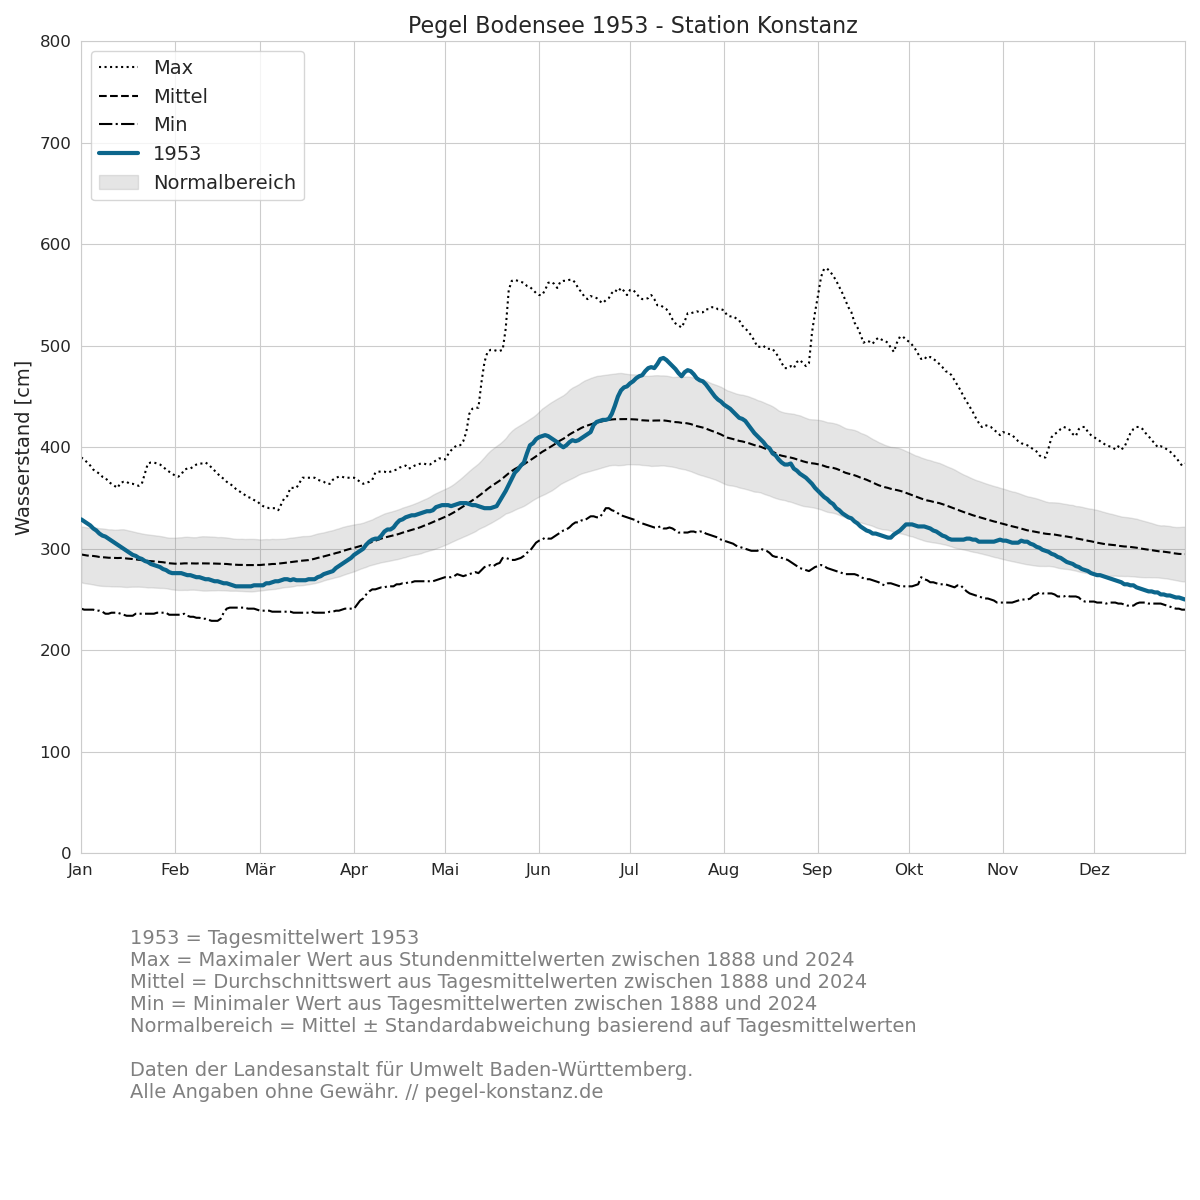 Pegel Bodensee 1953 - Station Konstanz
Wasserstand [cm]
800
700
600
500
400
300
200
100
0
Max
Mittel
Min
1953
Normalbereich
Jan Feb Mär Apr Mai Jun Jul Aug Sep Okt Nov Dez
1953 = Tagesmittelwert 1953
Max = Maximaler Wert aus Stundenmittelwerten zwischen 1888 und 2024
Mittel = Durchschnittswert aus Tagesmittelwerten zwischen 1888 und 2024
Min = Minimaler Wert aus Tagesmittelwerten zwischen 1888 und 2024
Normalbereich = Mittel ± Standardabweichung basierend auf Tagesmittelwerten
Daten der Landesanstalt für Umwelt Baden-Württemberg.
Alle Angaben ohne Gewähr. // pegel-konstanz.de